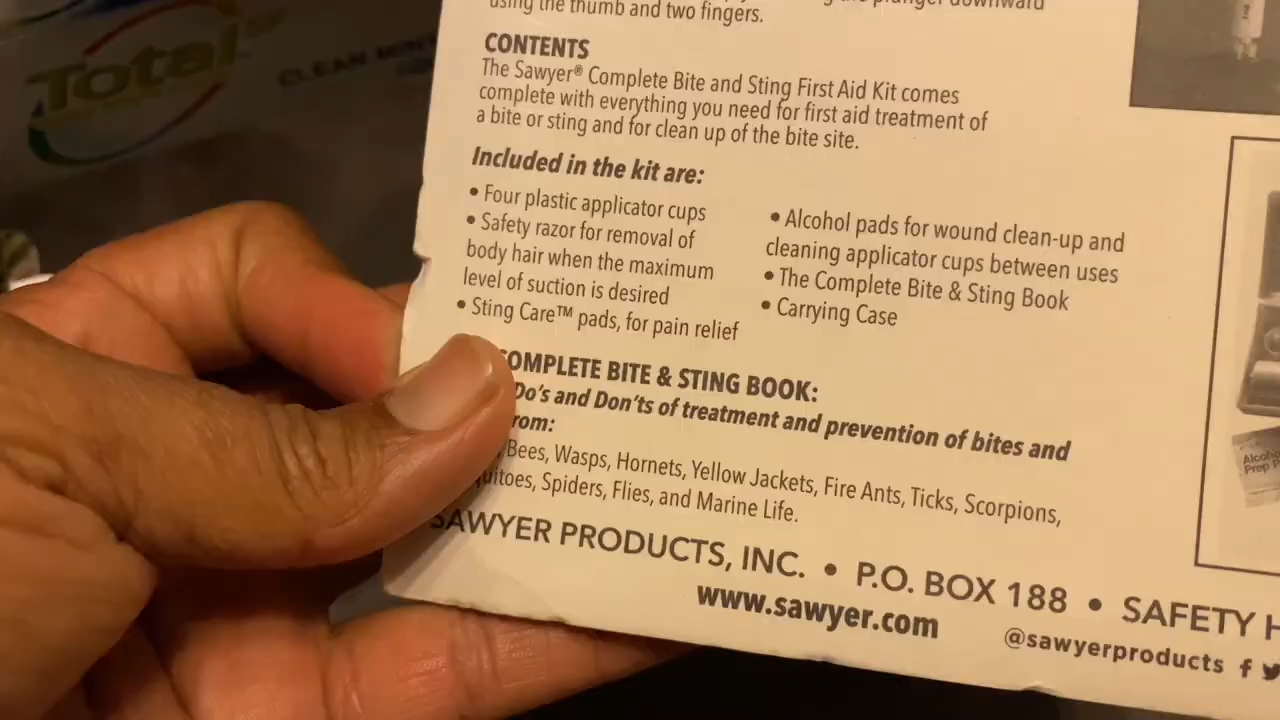 Total
CLEAN MINT
using the thumb and two fingers.
CONTENTS
The Sawyer® Complete Bite and Sting First Aid Kit comes
complete with everything you need for first aid treatment of
a bite or sting and for clean up of the bite site.
Included in the kit are:
• Four plastic applicator cups
• Safety razor for removal of
body hair when the maximum
level of suction is desired
• Sting Care™ pads, for pain relief
• Alcohol pads for wound clean-up and
cleaning applicator cups between uses
• The Complete Bite & Sting Book
• Carrying Case
COMPLETE BITE & STING BOOK:
Do's and Don'ts of treatment and prevention of bites and
rom:
Bees, Wasps, Hornets, Yellow Jackets, Fire Ants, Ticks, Scorpions,
quitoes, Spiders, Flies, and Marine Life.
SAWYER PRODUCTS, INC. • P.O. BOX 188 • SAFETY H
www.sawyer.com
@sawyerproducts
Alcoho
Prep P